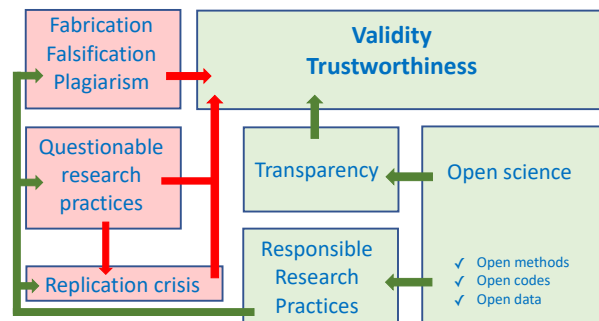 Fabrication
Falsification
Plagiarism
Validity
Trustworthiness
Questionable
research
practices
Transparency
Open science
Replication crisis
Responsible
Research
Practices
✓ Open methods
✓ Open codes
✓ Open data